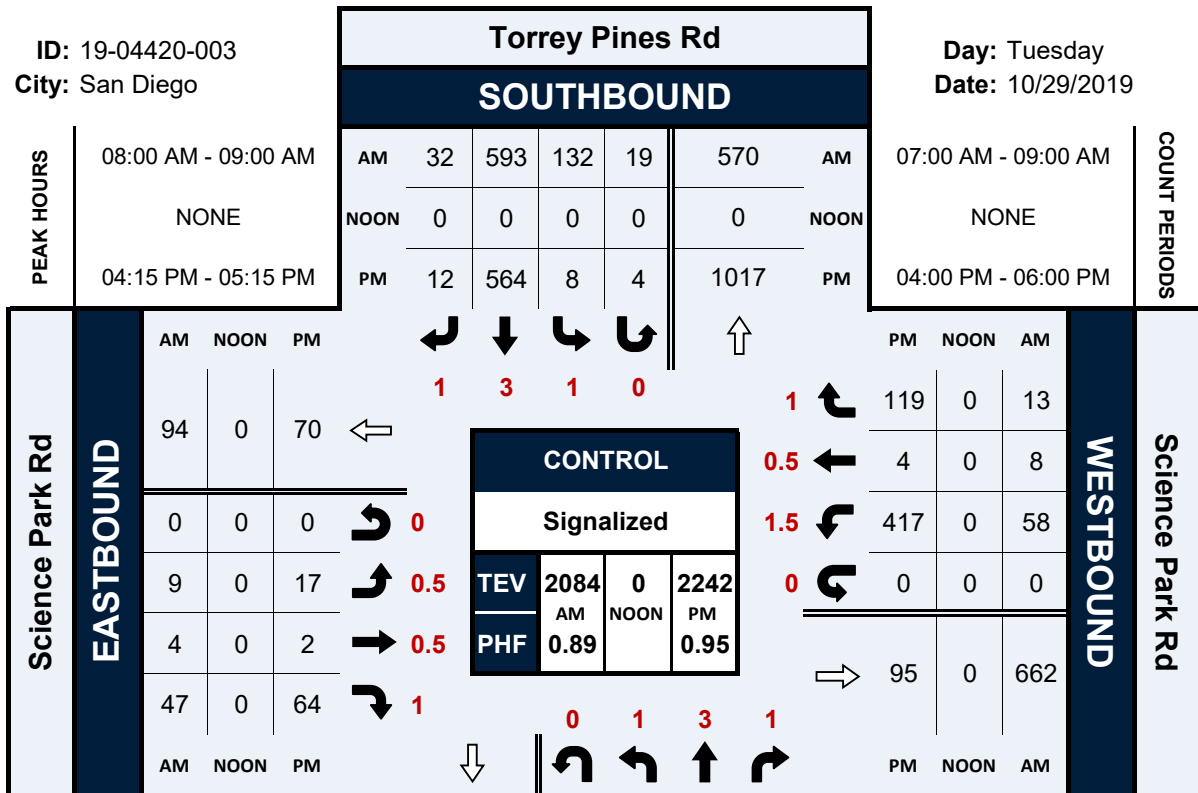 ID: 19-04420-003
City: San Diego
Torrey Pines Rd
SOUTHBOUND
Day: Tuesday
Date: 10/29/2019
PEAK HOURS
08:00 AM - 09:00 AM
NONE
04:15 PM - 05:15 PM
AM 32 593 132 19 570 AM
NOON 0 0 0 0 0 NOON
PM 12 564 8 4 1017 PM
07:00 AM - 09:00 AM
NONE
04:00 PM - 06:00 PM
COUNT PERIODS
1 3 1 0
Science Park Rd
EASTBOUND
AM NOON PM
94 0 70
0 0 0 0
9 0 17 0.5
4 0 2 0.5
47 0 64 1
AM NOON PM
CONTROL
Signalized
TEV 2084 0 2242
AM NOON PM
PHF 0.89 0.95
PM NOON AM
1 119 0 13
0.5 4 0 8
1.5 417 0 58
0 0 0 0
95 0 662
PM NOON AM
WESTBOUND
Science Park Rd
0 1 3 1